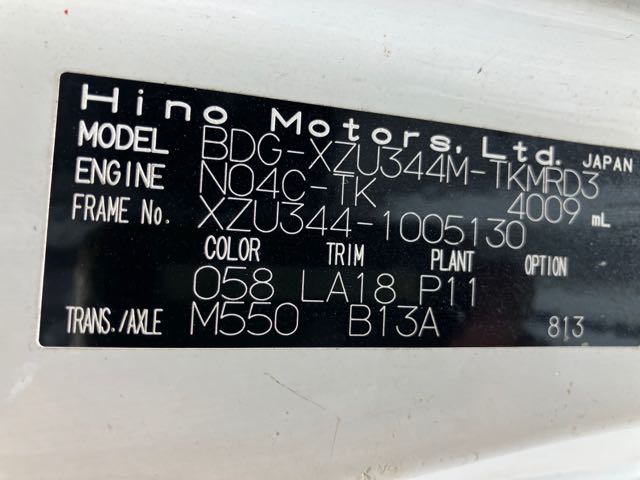 Hino Motors, Ltd. JAPAN
MODEL BDG-XZU344M-TKMRD3
ENGINE N04C-TK 4009 mL
FRAME No. XZU344-1005130
COLOR TRIM PLANT OPTION
058 LA18 P11
TRANS./AXLE M550 B13A 813